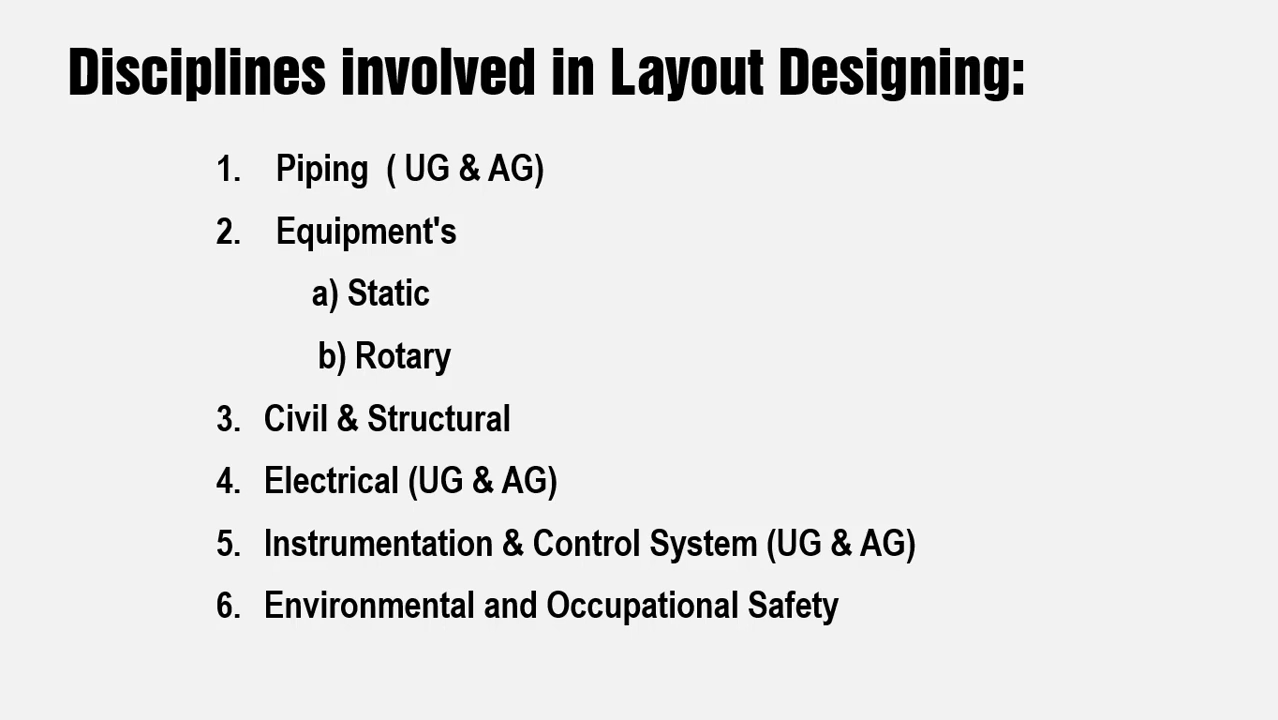 Disciplines involved in Layout Designing:
1. Piping ( UG & AG)
2. Equipment's
a) Static
b) Rotary
3. Civil & Structural
4. Electrical (UG & AG)
5. Instrumentation & Control System (UG & AG)
6. Environmental and Occupational Safety